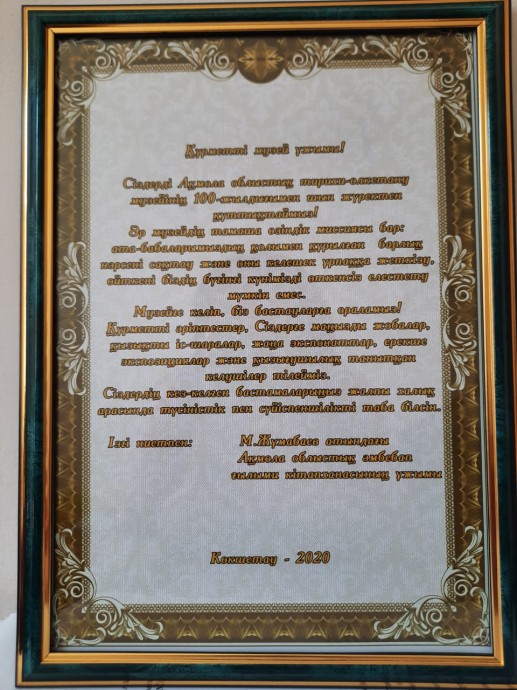 Құрметті музей ұжымы!
Сіздерді Ақмола облыстық тарихи-өлкетану
музейінің 100-жылдығымен шын жүректен
құттықтаймыз!
Әр музейдің тамаша өзіндік миссиясы бар:
ата-бабаларымыздың қолымен құрылған барлық
нәрсені сақтау және оны келешек ұрпаққа жеткізу,
өйткені біздің бүгінгі күнімізді өткенсіз елестету
мүмкін емес.
Музейге келіп, біз бастауларға ораламыз!
Құрметті әріптестер, Сіздерге маңызды жобалар,
қызықты іс-шаралар, жаңа экспонаттар, ерекше
экспозициялар және қызығушылық танытқан
келушілер тілейміз.
Сіздердің кез-келген бастамаларыңыз жалпы халық
арасында түсіністік пен сүйіспеншілікті таба білсін.
Ізгі ниетпен: М.Жұмабаев атындағы
Ақмола облыстық әмбебап
ғылыми кітапханасының ұжымы
Көкшетау - 2020